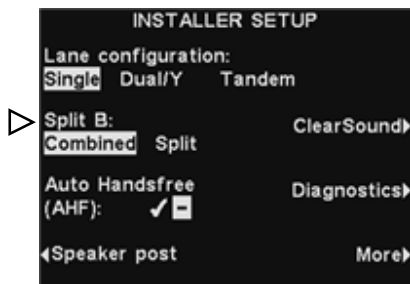 INSTALLER SETUP
Lane configuration:
Single Dual/Y Tandem
Split B:
Combined Split
ClearSound
Auto Handsfree
(AHF): ✓ -
Diagnostics
Speaker post
More